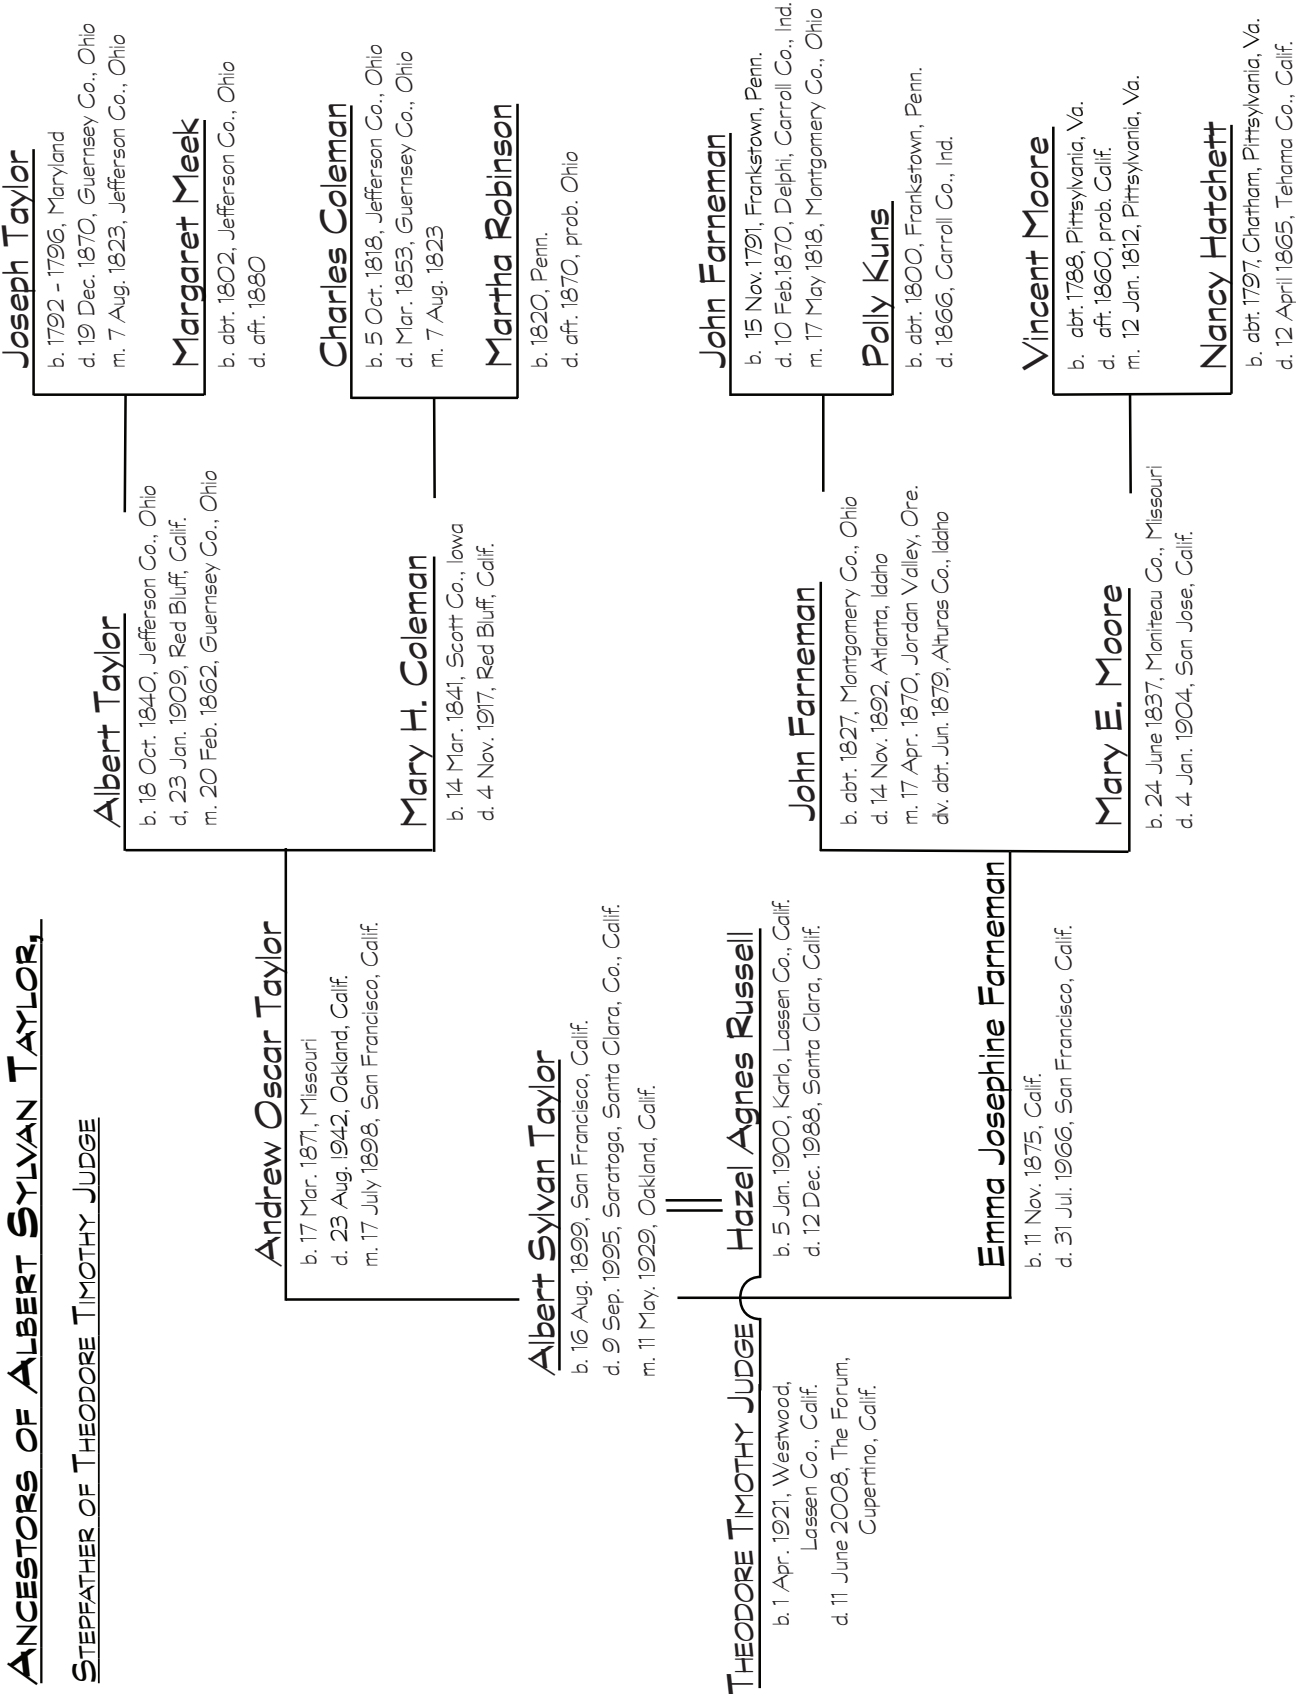 ANCESTORS OF ALBERT SYLVAN TAYLOR,
STEPFATHER OF THEODORE TIMOTHY JUDGE
Joseph Taylor
b. 1792 - 1796, Maryland
d. 19 Dec. 1870, Guernsey Co., Ohio
m. 7 Aug. 1823, Jefferson Co., Ohio
Margaret Meek
b. abt. 1802, Jefferson Co., Ohio
d. aft. 1880
Albert Taylor
b. 18 Oct. 1840, Jefferson Co., Ohio
d, 23 Jan. 1909, Red Bluff, Calif.
m. 20 Feb. 1862, Guernsey Co., Ohio
Charles Coleman
b. 5 Oct. 1818, Jefferson Co., Ohio
d. Mar. 1853, Guernsey Co., Ohio
m. 7 Aug. 1823
Martha Robinson
b. 1820, Penn.
d. aft. 1870, prob. Ohio
Mary H. Coleman
b. 14 Mar. 1841, Scott Co., Iowa
d. 4 Nov. 1917, Red Bluff, Calif.
Andrew Oscar Taylor
b. 17 Mar. 1871, Missouri
d. 23 Aug. 1942, Oakland, Calif.
m. 17 July 1898, San Francisco, Calif.
Albert Sylvan Taylor
b. 16 Aug. 1899, San Francisco, Calif.
d. 9 Sep. 1995, Saratoga, Santa Clara, Co., Calif.
m. 11 May. 1929, Oakland, Calif.
Hazel Agnes Russell
b. 5 Jan. 1900, Karlo, Lassen Co., Calif.
d. 12 Dec. 1988, Santa Clara, Calif.
THEODORE TIMOTHY JUDGE
b. 1 Apr. 1921, Westwood,
Lassen Co., Calif.
d. 11 June 2008, The Forum,
Cupertino, Calif.
John Farneman
b. 15 Nov. 1791, Frankstown, Penn.
d. 10 Feb.1870, Delphi, Carroll Co., Ind.
m. 17 May 1818, Montgomery Co., Ohio
Polly Kuns
b. abt. 1800, Frankstown, Penn.
d. 1866, Carroll Co., Ind.
John Farneman
b. abt. 1827, Montgomery Co., Ohio
d. 14 Nov. 1892, Atlanta, Idaho
m. 17 Apr. 1870, Jordan Valley, Ore.
div. abt. Jun. 1879, Alturas Co., Idaho
Vincent Moore
b. abt. 1788, Pittsylvania, Va.
d. aft. 1860, prob. Calif.
m. 12 Jan. 1812, Pittsylvania, Va.
Nancy Hatchett
b. abt. 1797, Chatham, Pittsylvania, Va.
d. 12 April 1865, Tehama Co., Calif.
Mary E. Moore
b. 24 June 1837, Moniteau Co., Missouri
d. 4 Jan. 1904, San Jose, Calif.
Emma Josephine Farneman
b. 11 Nov. 1875, Calif.
d. 31 Jul. 1966, San Francisco, Calif.